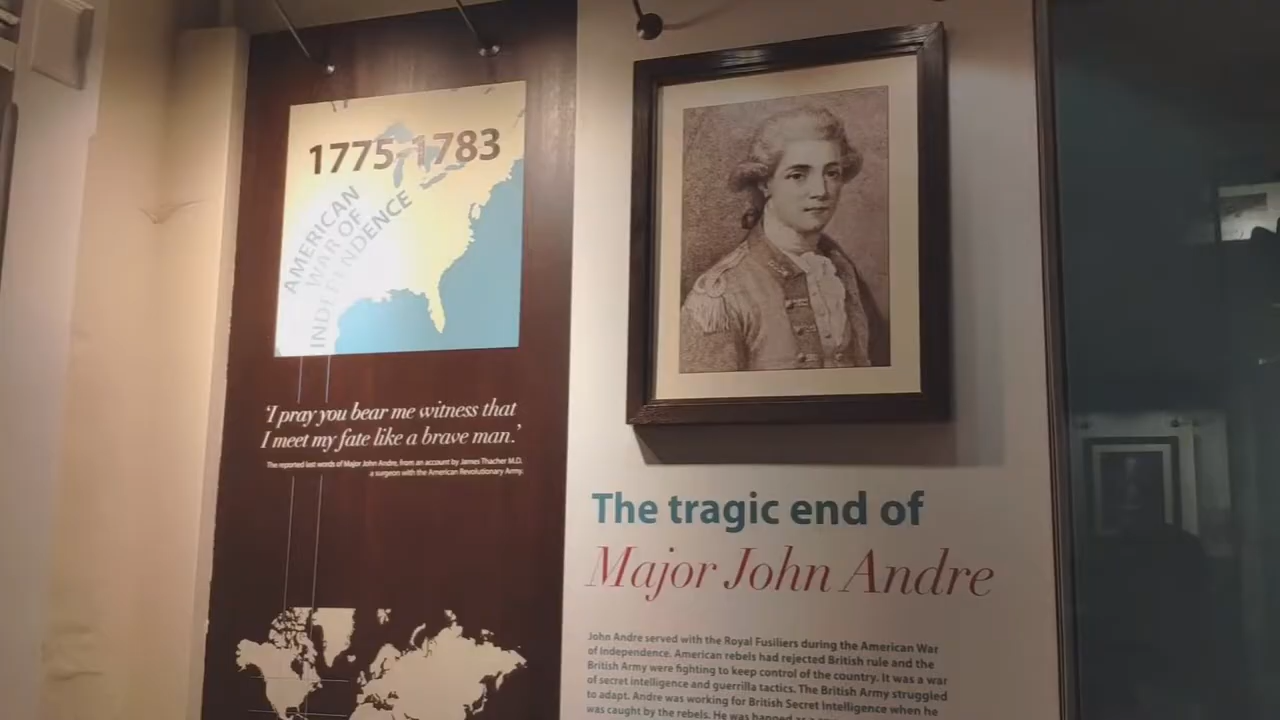 1775-1783
AMERICAN
WAR OF
INDEPENDENCE
'I pray you bear me witness that
I meet my fate like a brave man.'
The reported last words of Major John Andre, from an account by James Thacher M.D.
a surgeon with the American Revolutionary Army.
The tragic end of
Major John Andre
John Andre served with the Royal Fusiliers during the American War
of Independence. American rebels had rejected British rule and the
British Army were fighting to keep control of the country. It was a war
of secret intelligence and guerrilla tactics. The British Army struggled
to adapt. Andre was working for British Secret Intelligence when he
was caught by the rebels. He was hanged as a